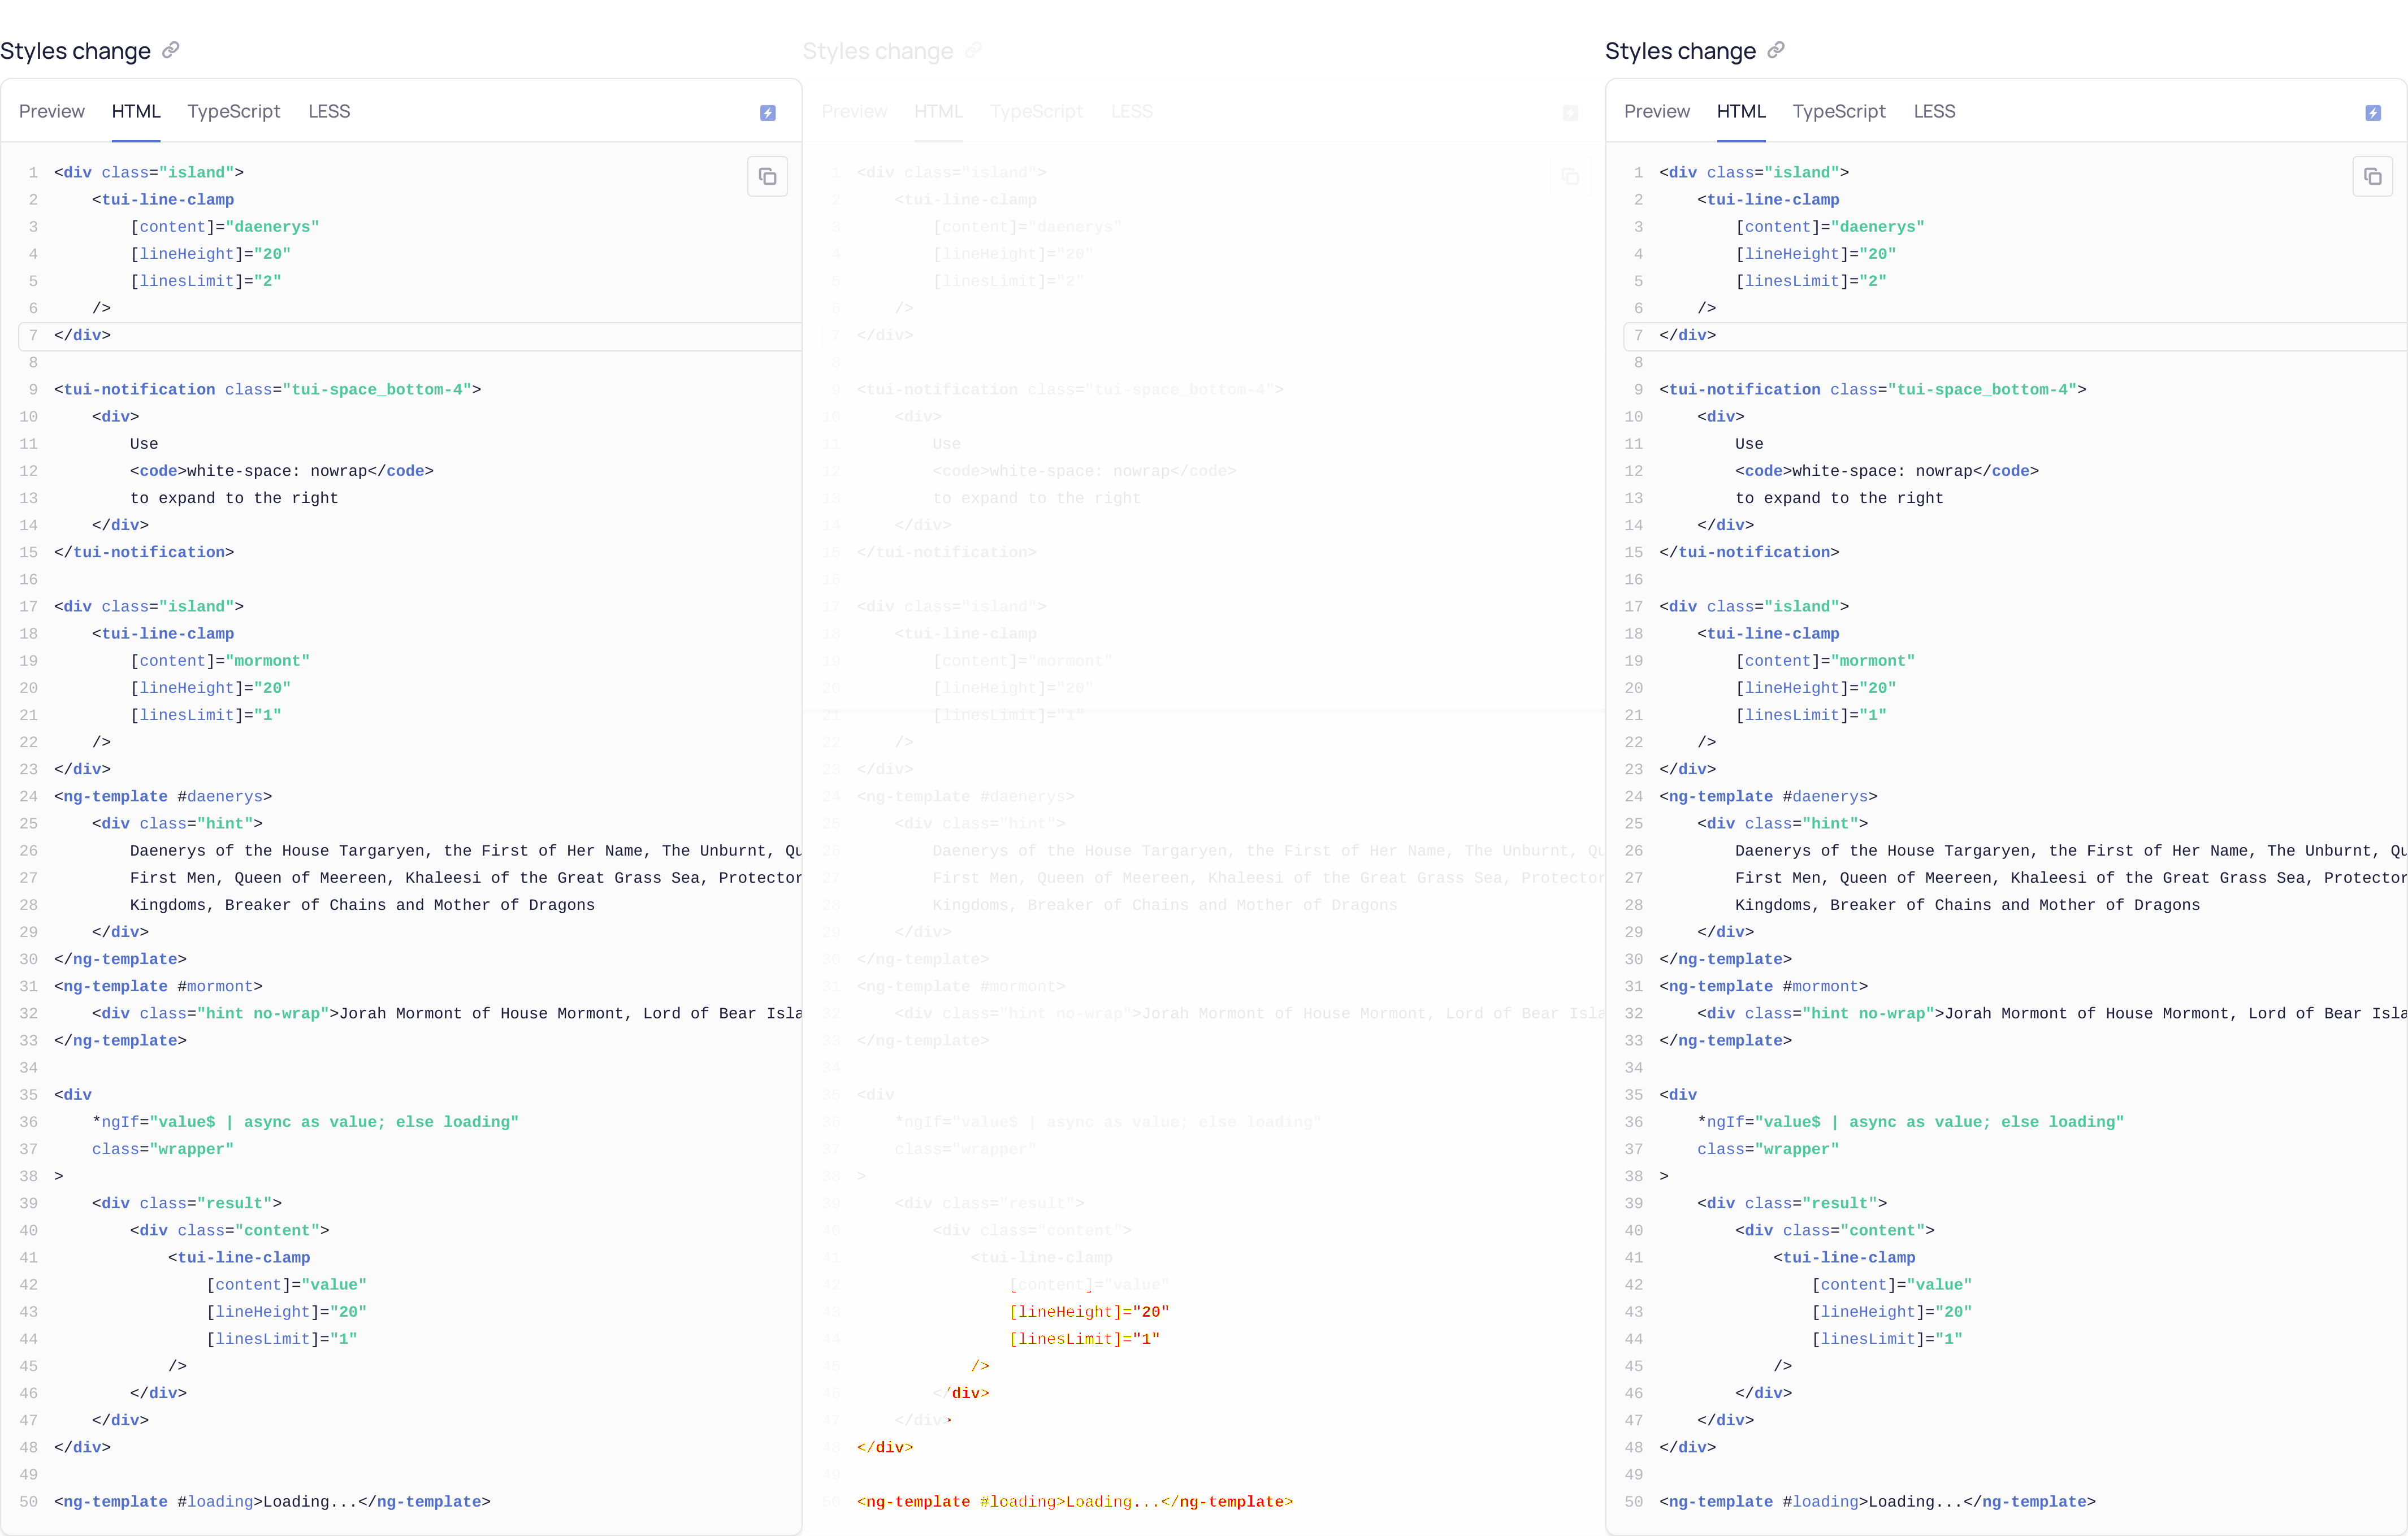 Styles change
Preview HTML TypeScript LESS
1 <div class="island">
2 <tui-line-clamp
3 [content]="daenerys"
4 [lineHeight]="20"
5 [linesLimit]="2"
6 />
7 </div>
8
9 <tui-notification class="tui-space_bottom-4">
10 <div>
11 Use
12 <code>white-space: nowrap</code>
13 to expand to the right
14 </div>
15 </tui-notification>
16
17 <div class="island">
18 <tui-line-clamp
19 [content]="mormont"
20 [lineHeight]="20"
21 [linesLimit]="1"
22 />
23 </div>
24 <ng-template #daenerys>
25 <div class="hint">
26 Daenerys of the House Targaryen, the First of Her Name, The Unburnt, Qu
27 First Men, Queen of Meereen, Khaleesi of the Great Grass Sea, Protector
28 Kingdoms, Breaker of Chains and Mother of Dragons
29 </div>
30 </ng-template>
31 <ng-template #mormont>
32 <div class="hint no-wrap">Jorah Mormont of House Mormont, Lord of Bear Isla
33 </ng-template>
34
35 <div
36 *ngIf="value$ | async as value; else loading"
37 class="wrapper"
38 >
39 <div class="result">
40 <div class="content">
41 <tui-line-clamp
42 [content]="value"
43 [lineHeight]="20"
44 [linesLimit]="1"
45 />
46 </div>
47 </div>
48 </div>
49
50 <ng-template #loading>Loading...</ng-template>
Styles change
Preview HTML TypeScript LESS
1 <div class="island">
2 <tui-line-clamp
3 [content]="daenerys"
4 [lineHeight]="20"
5 [linesLimit]="2"
6 />
7 </div>
8
9 <tui-notification class="tui-space_bottom-4">
10 <div>
11 Use
12 <code>white-space: nowrap</code>
13 to expand to the right
14 </div>
15 </tui-notification>
16
17 <div class="island">
18 <tui-line-clamp
19 [content]="mormont"
20 [lineHeight]="20"
21 [linesLimit]="1"
22 />
23 </div>
24 <ng-template #daenerys>
25 <div class="hint">
26 Daenerys of the House Targaryen, the First of Her Name, The Unburnt, Qu
27 First Men, Queen of Meereen, Khaleesi of the Great Grass Sea, Protector
28 Kingdoms, Breaker of Chains and Mother of Dragons
29 </div>
30 </ng-template>
31 <ng-template #mormont>
32 <div class="hint no-wrap">Jorah Mormont of House Mormont, Lord of Bear Isla
33 </ng-template>
34
35 <div
36 *ngIf="value$ | async as value; else loading"
37 class="wrapper"
38 >
39 <div class="result">
40 <div class="content">
41 <tui-line-clamp
42 [content]="value"
43 [lineHeight]="20"
44 [linesLimit]="1"
45 />
46 </div>
47 </div>
48 </div>
49
50 <ng-template #loading>Loading...</ng-template>
Styles change
Preview HTML TypeScript LESS
1 <div class="island">
2 <tui-line-clamp
3 [content]="daenerys"
4 [lineHeight]="20"
5 [linesLimit]="2"
6 />
7 </div>
8
9 <tui-notification class="tui-space_bottom-4">
10 <div>
11 Use
12 <code>white-space: nowrap</code>
13 to expand to the right
14 </div>
15 </tui-notification>
16
17 <div class="island">
18 <tui-line-clamp
19 [content]="mormont"
20 [lineHeight]="20"
21 [linesLimit]="1"
22 />
23 </div>
24 <ng-template #daenerys>
25 <div class="hint">
26 Daenerys of the House Targaryen, the First of Her Name, The Unburnt, Qu
27 First Men, Queen of Meereen, Khaleesi of the Great Grass Sea, Protector
28 Kingdoms, Breaker of Chains and Mother of Dragons
29 </div>
30 </ng-template>
31 <ng-template #mormont>
32 <div class="hint no-wrap">Jorah Mormont of House Mormont, Lord of Bear Isla
33 </ng-template>
34
35 <div
36 *ngIf="value$ | async as value; else loading"
37 class="wrapper"
38 >
39 <div class="result">
40 <div class="content">
41 <tui-line-clamp
42 [content]="value"
43 [lineHeight]="20"
44 [linesLimit]="1"
45 />
46 </div>
47 </div>
48 </div>
49
50 <ng-template #loading>Loading...</ng-template>